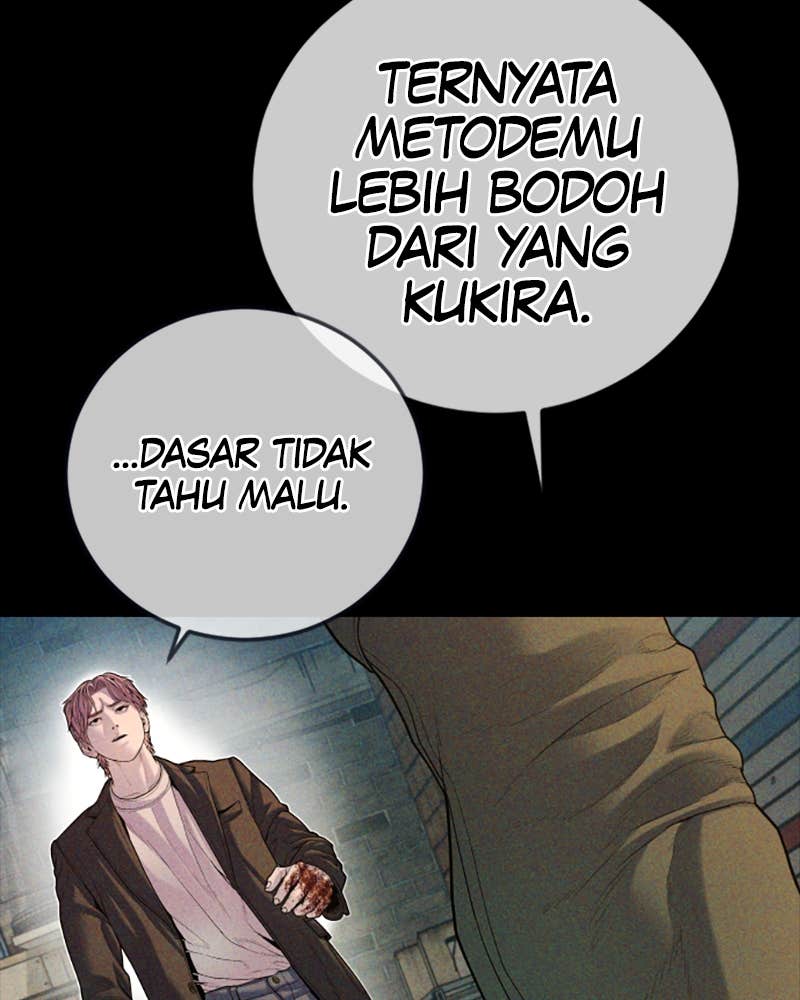 TERNYATA
METODEMU
LEBIH BODOH
DARI YANG
KUKIRA.
...DASAR TIDAK
TAHU MALU.